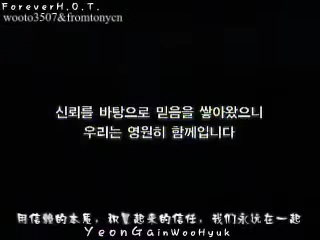 ForeverH.O.T.
wooto3507&fromtonycn
신뢰를 바탕으로 믿음을 쌓아왔으니
우리는 영원히 함께입니다
用信赖的本质，积累起来的信任，我们永远在一起
YeonGainWooHyuk